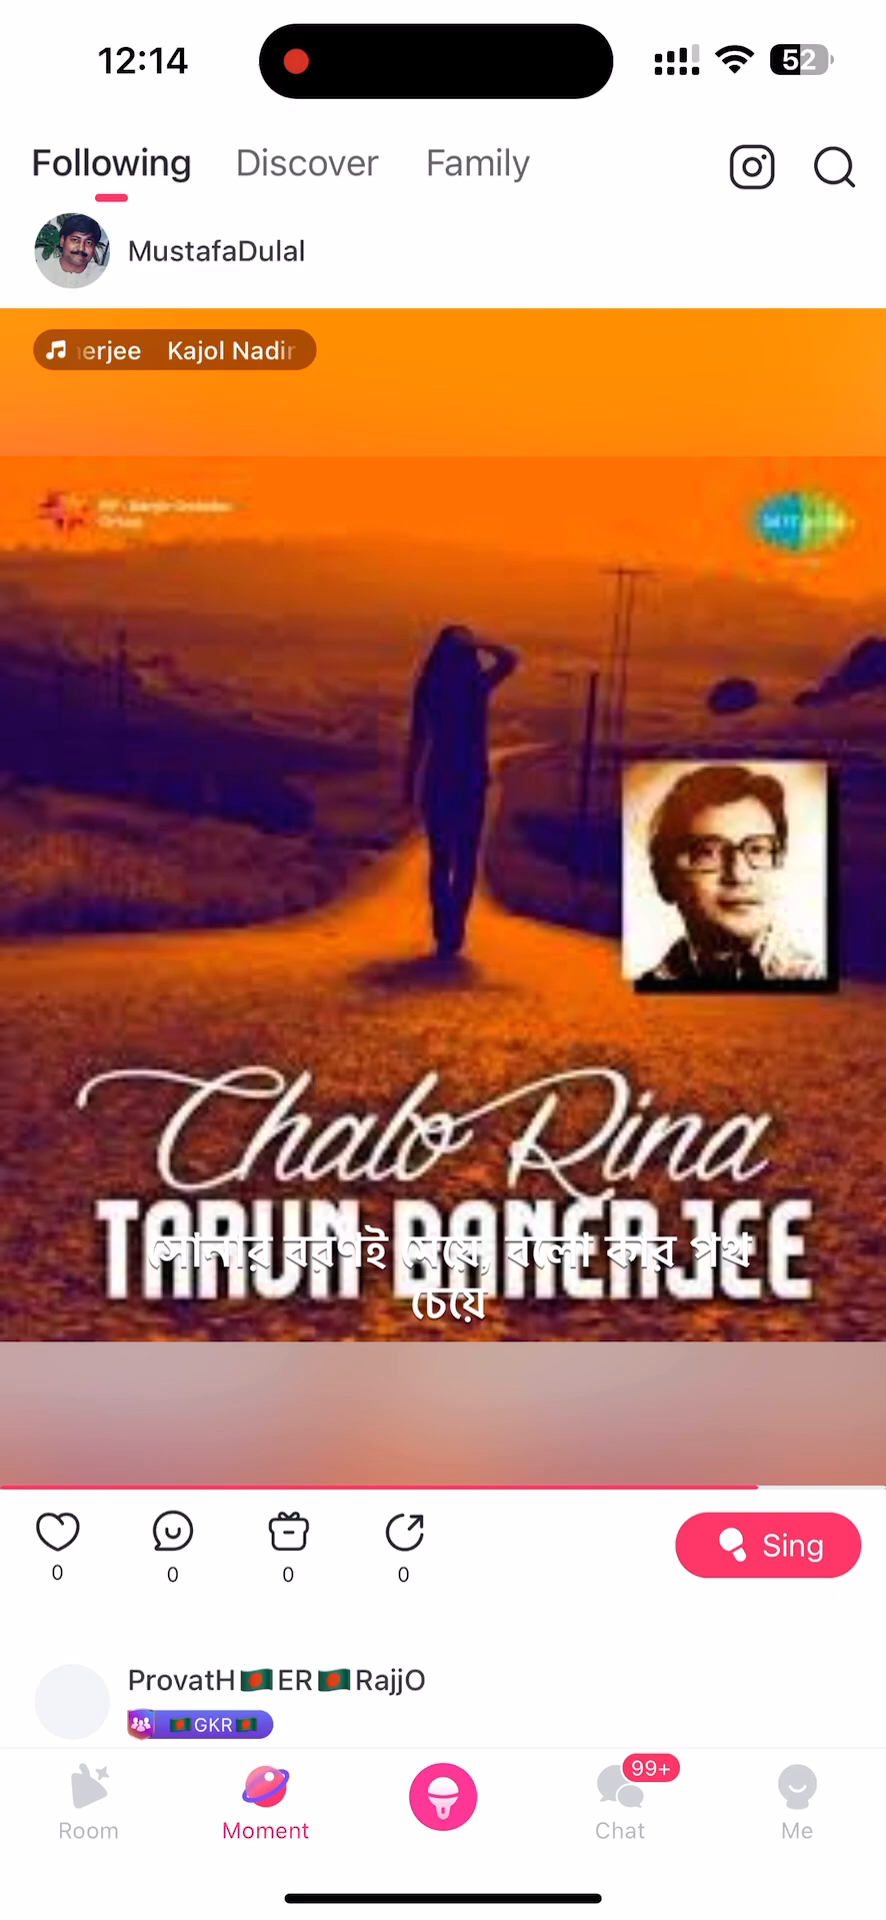 12:14
52
Following Discover Family
MustafaDulal
nerjee Kajol Nadir
Chalo Rina
TARUN BANERJEE
সোনার বরণই মেয়ে, বলো কার পথ
চেয়ে
0 0 0 0
Sing
ProvatH🇧🇩ER🇧🇩RajjO
🇧🇩GKR🇧🇩
99+
Room Moment Chat Me